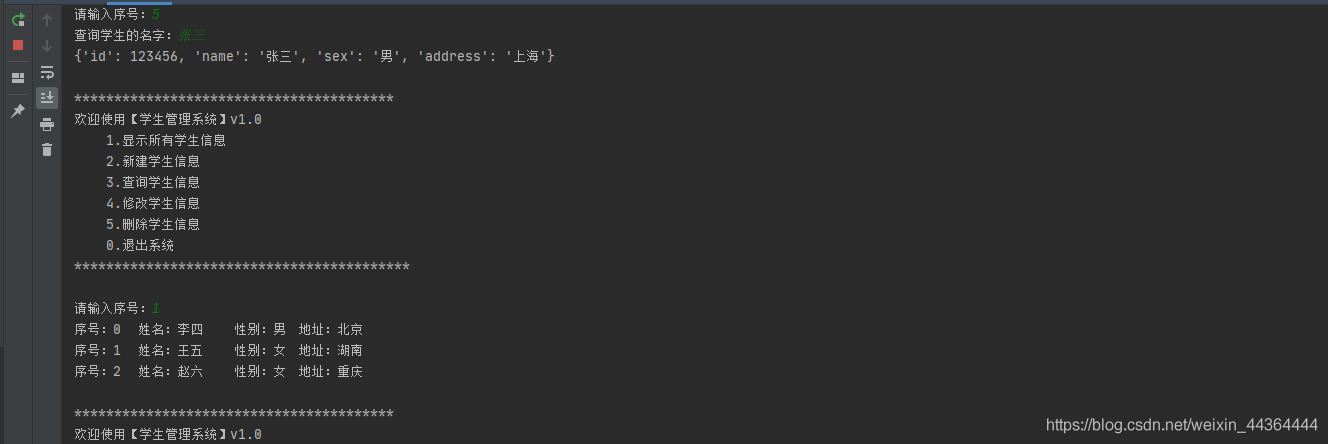 请输入序号：5
查询学生的名字：张三
{'id': 123456, 'name': '张三', 'sex': '男', 'address': '上海'}
****************************************
欢迎使用【学生管理系统】v1.0
1.显示所有学生信息
2.新建学生信息
3.查询学生信息
4.修改学生信息
5.删除学生信息
0.退出系统
******************************************
请输入序号：1
序号：0 姓名：李四 性别：男 地址：北京
序号：1 姓名：王五 性别：女 地址：湖南
序号：2 姓名：赵六 性别：女 地址：重庆
****************************************
欢迎使用【学生管理系统】v1.0
https://blog.csdn.net/weixin_44364444